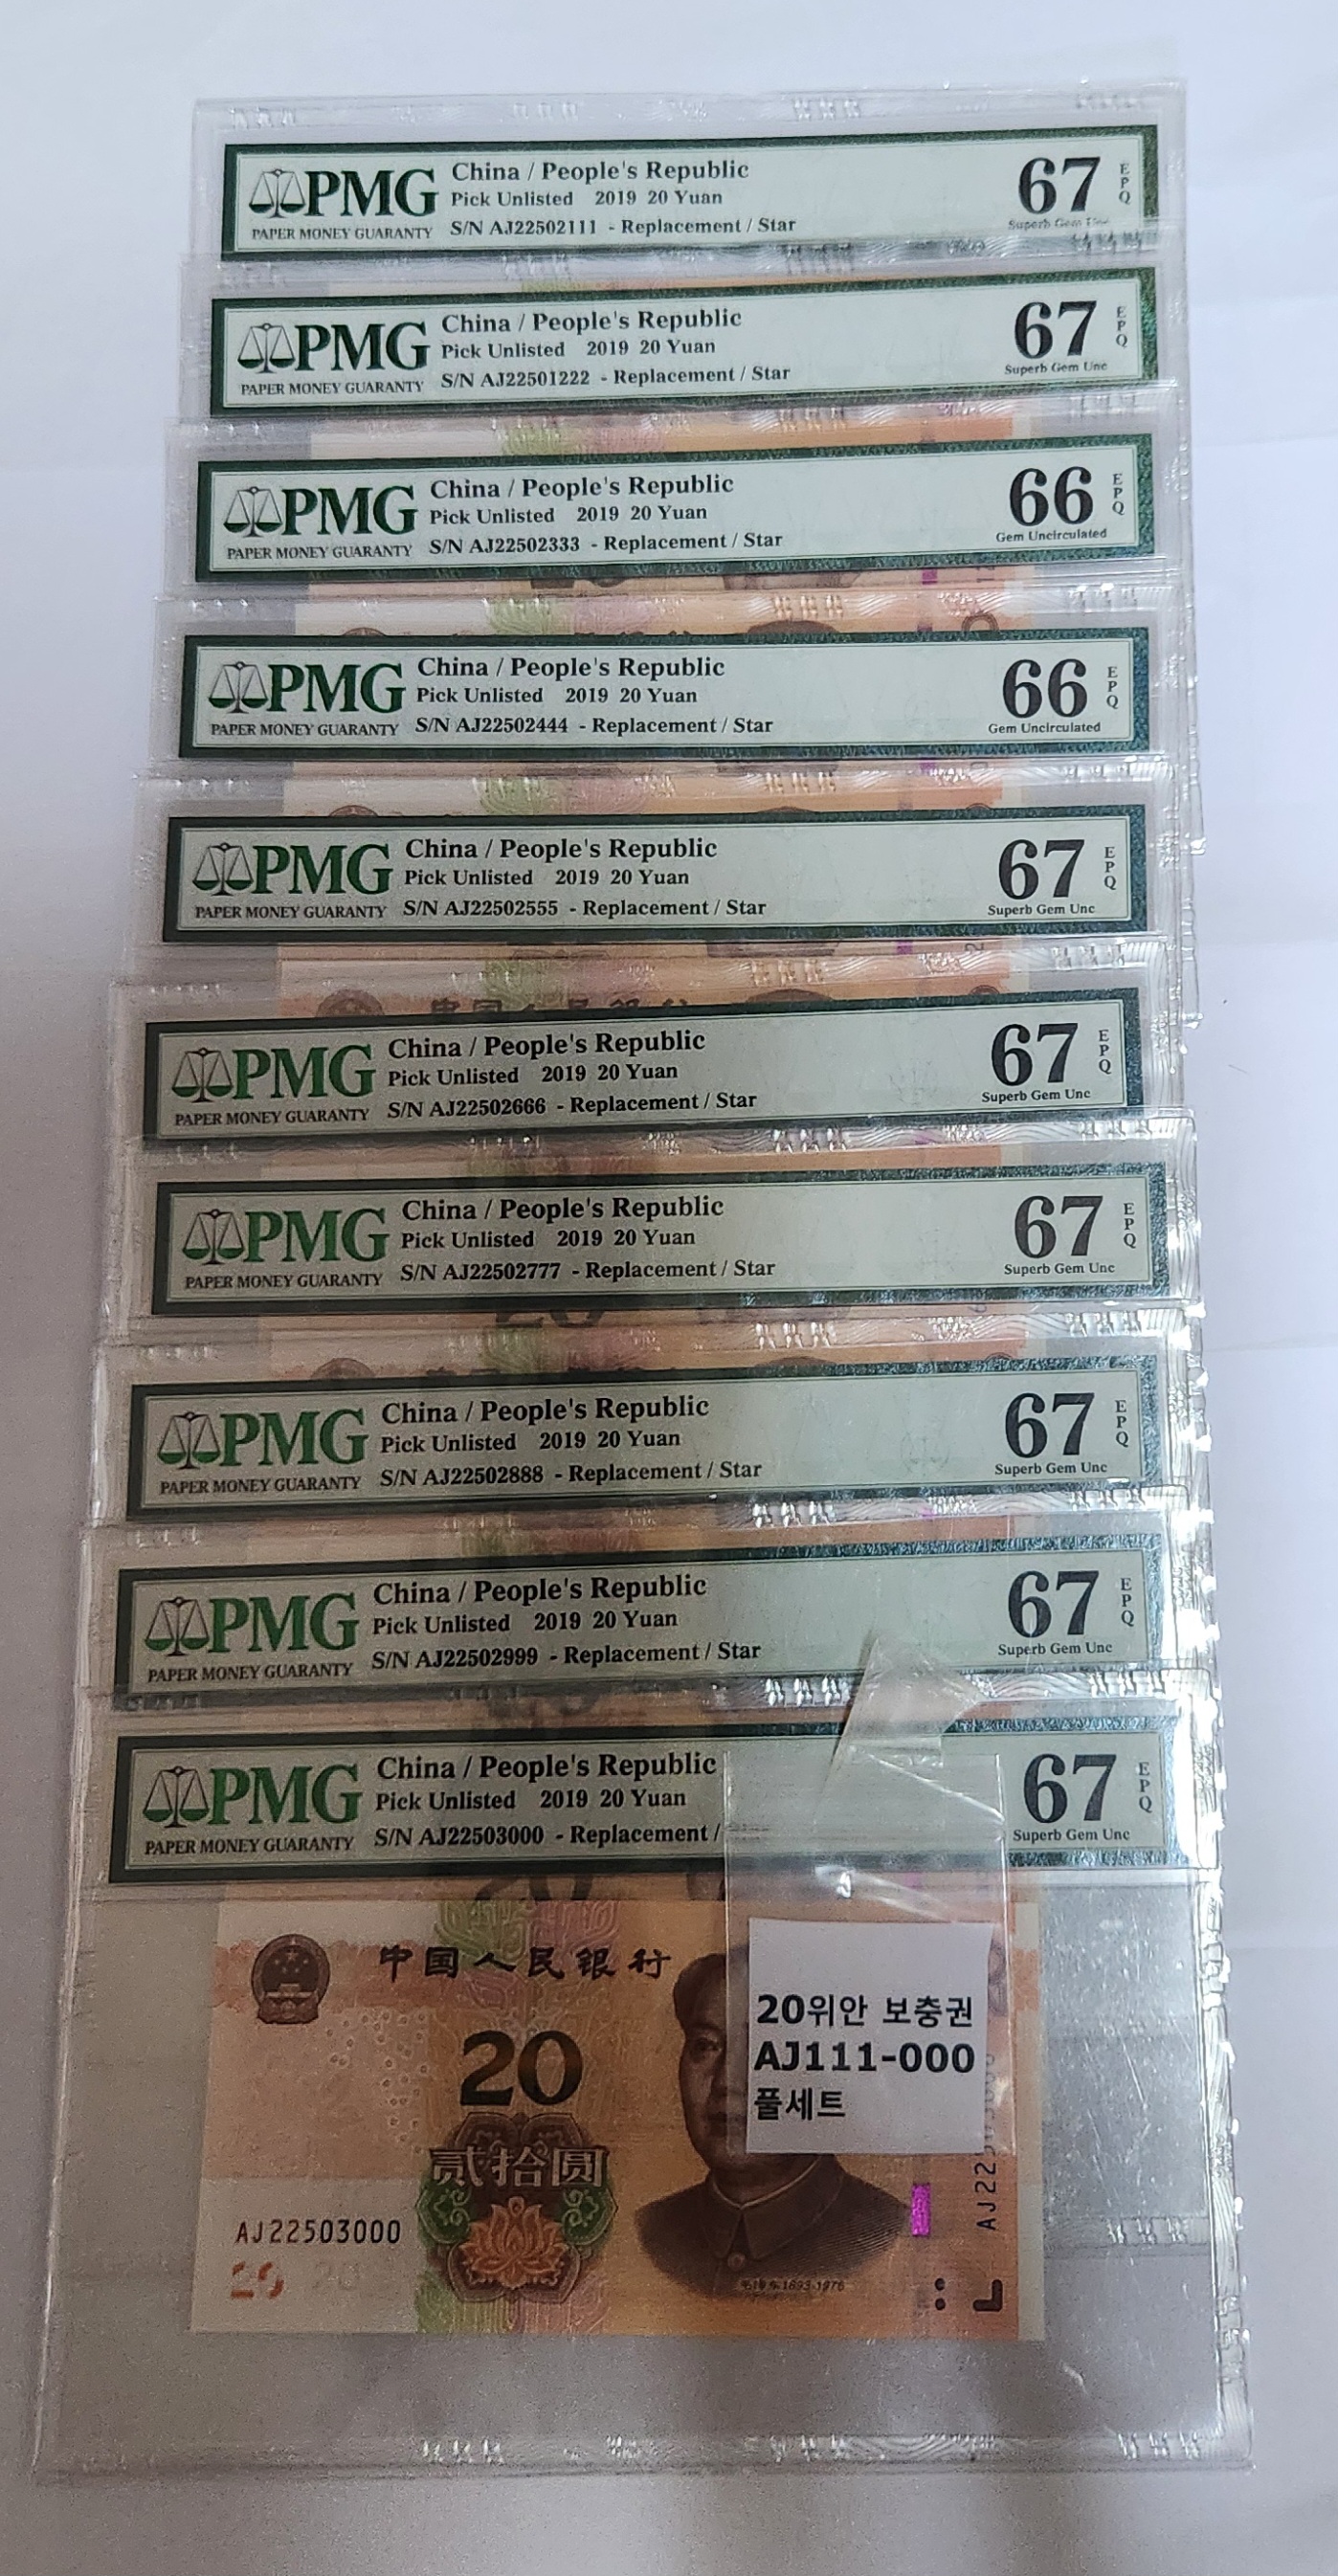 PMG
PAPER MONEY GUARANTY
China / People's Republic
Pick Unlisted 2019 20 Yuan
S/N AJ22502111 - Replacement / Star
67 EPQ
Superb Gem Unc
PMG
PAPER MONEY GUARANTY
China / People's Republic
Pick Unlisted 2019 20 Yuan
S/N AJ22501222 - Replacement / Star
67 EPQ
Superb Gem Unc
PMG
PAPER MONEY GUARANTY
China / People's Republic
Pick Unlisted 2019 20 Yuan
S/N AJ22502333 - Replacement / Star
66 EPQ
Gem Uncirculated
PMG
PAPER MONEY GUARANTY
China / People's Republic
Pick Unlisted 2019 20 Yuan
S/N AJ22502444 - Replacement / Star
66 EPQ
Gem Uncirculated
PMG
PAPER MONEY GUARANTY
China / People's Republic
Pick Unlisted 2019 20 Yuan
S/N AJ22502555 - Replacement / Star
67 EPQ
Superb Gem Unc
PMG
PAPER MONEY GUARANTY
China / People's Republic
Pick Unlisted 2019 20 Yuan
S/N AJ22502666 - Replacement / Star
67 EPQ
Superb Gem Unc
PMG
PAPER MONEY GUARANTY
China / People's Republic
Pick Unlisted 2019 20 Yuan
S/N AJ22502777 - Replacement / Star
67 EPQ
Superb Gem Unc
PMG
PAPER MONEY GUARANTY
China / People's Republic
Pick Unlisted 2019 20 Yuan
S/N AJ22502888 - Replacement / Star
67 EPQ
Superb Gem Unc
PMG
PAPER MONEY GUARANTY
China / People's Republic
Pick Unlisted 2019 20 Yuan
S/N AJ22502999 - Replacement / Star
67 EPQ
Superb Gem Unc
PMG
PAPER MONEY GUARANTY
China / People's Republic
Pick Unlisted 2019 20 Yuan
S/N AJ22503000 - Replacement /
67 EPQ
Superb Gem Unc
中国人民银行
20
贰拾圆
AJ22503000
20
毛泽东 1893-1976
20위안 보충권
AJ111-000
풀세트